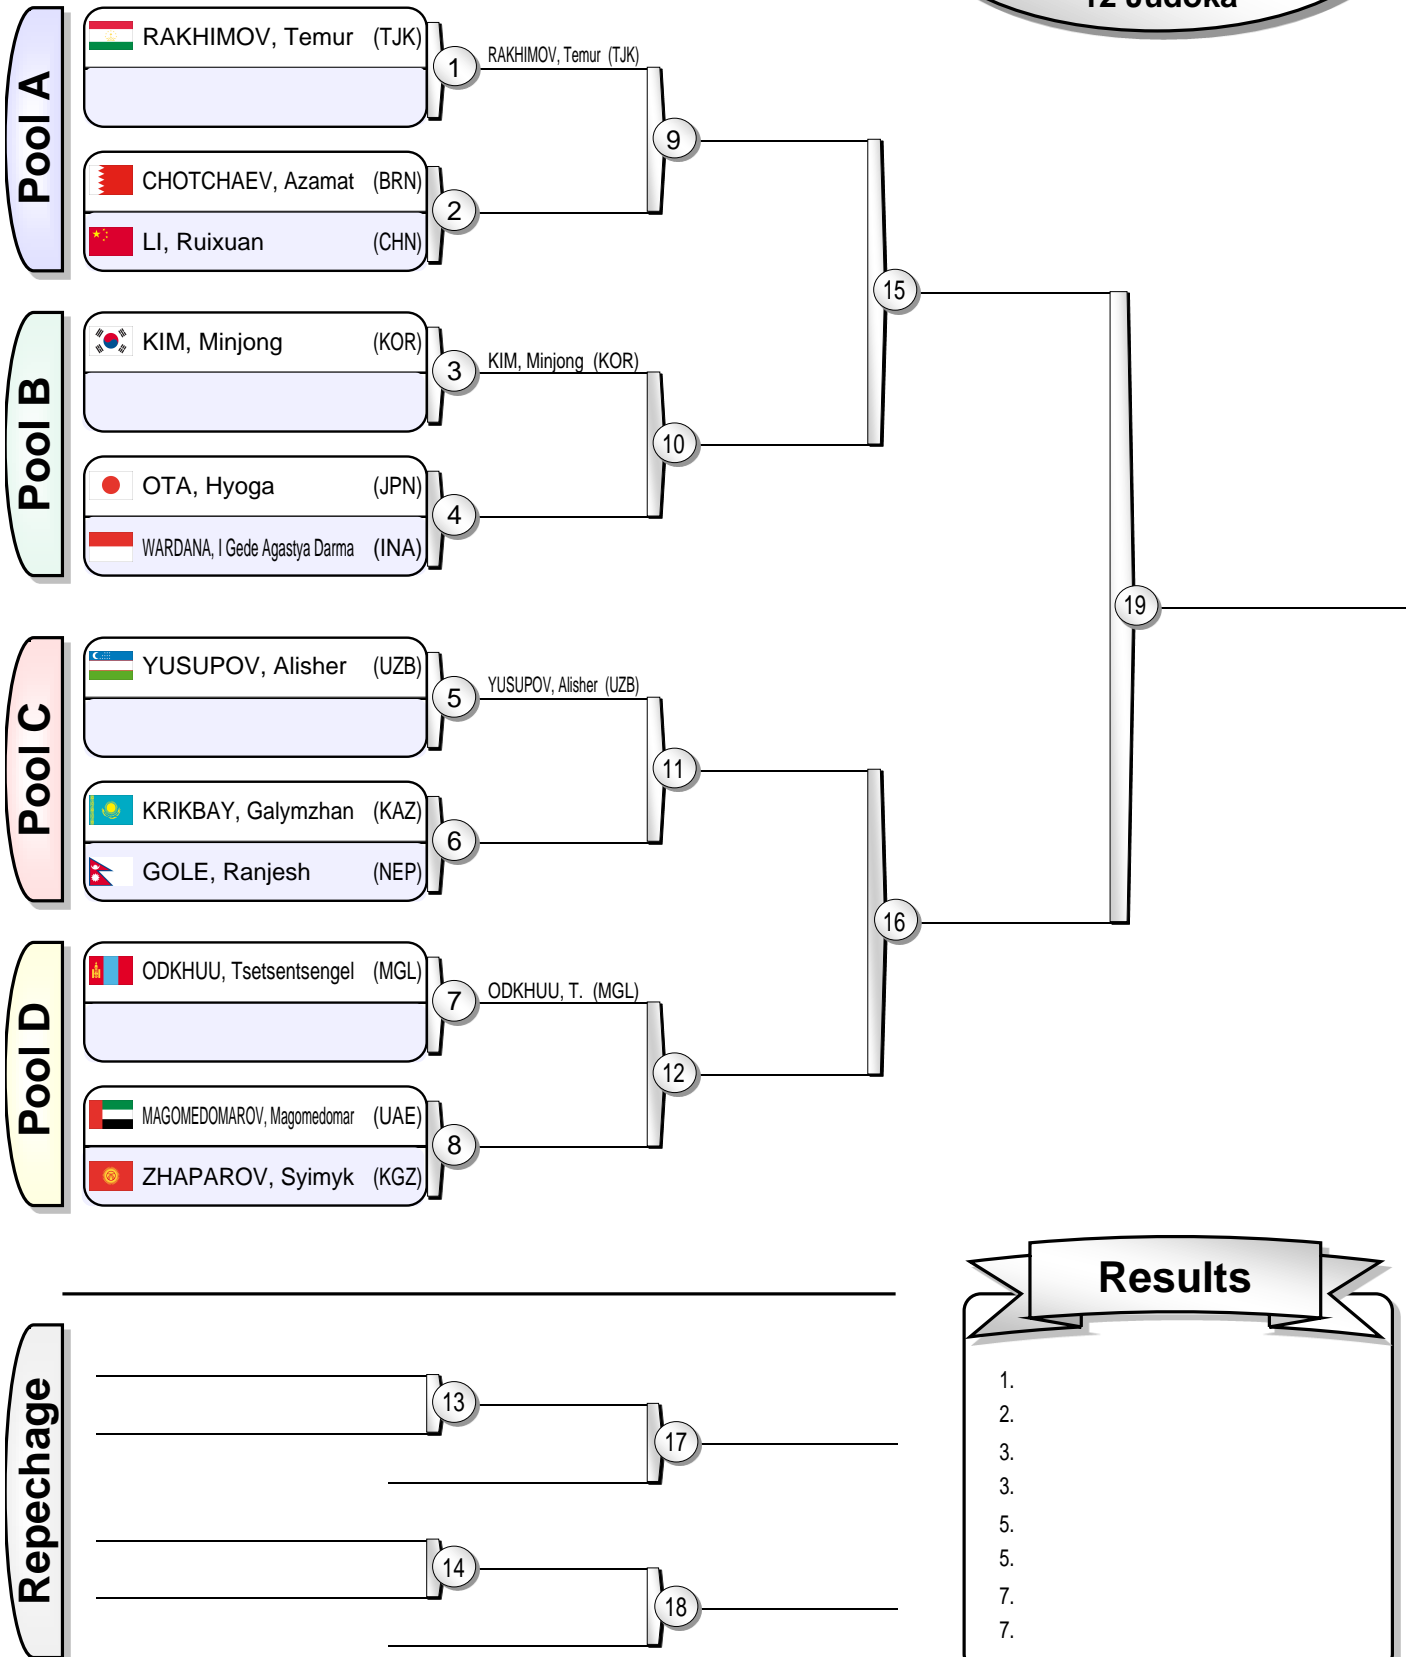 12 Judoka
Pool A
RAKHIMOV, Temur (TJK)
1
RAKHIMOV, Temur (TJK)
9
CHOTCHAEV, Azamat (BRN)
2
LI, Ruixuan (CHN)
15
Pool B
KIM, Minjong (KOR)
3
KIM, Minjong (KOR)
10
OTA, Hyoga (JPN)
4
WARDANA, I Gede Agastya Darma (INA)
19
Pool C
YUSUPOV, Alisher (UZB)
5
YUSUPOV, Alisher (UZB)
11
KRIKBAY, Galymzhan (KAZ)
6
GOLE, Ranjesh (NEP)
16
Pool D
ODKHUU, Tsetsentsengel (MGL)
7
ODKHUU, T. (MGL)
12
MAGOMEDOMAROV, Magomedomar (UAE)
8
ZHAPAROV, Syimyk (KGZ)
Repechage
13
17
14
18
Results
1.
2.
3.
3.
5.
5.
7.
7.